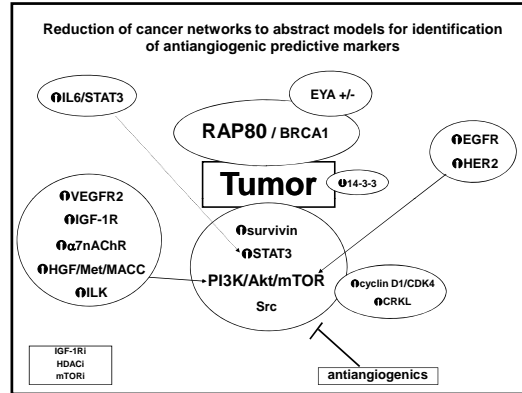 Reduction of cancer networks to abstract models for identification
of antiangiogenic predictive markers
IL6/STAT3
EYA +/-
RAP80 / BRCA1
EGFR
HER2
Tumor
14-3-3
VEGFR2
IGF-1R
α7nAChR
HGF/Met/MACC
ILK
survivin
STAT3
PI3K/Akt/mTOR
Src
cyclin D1/CDK4
CRKL
IGF-1Ri
HDACi
mTORi
antiangiogenics